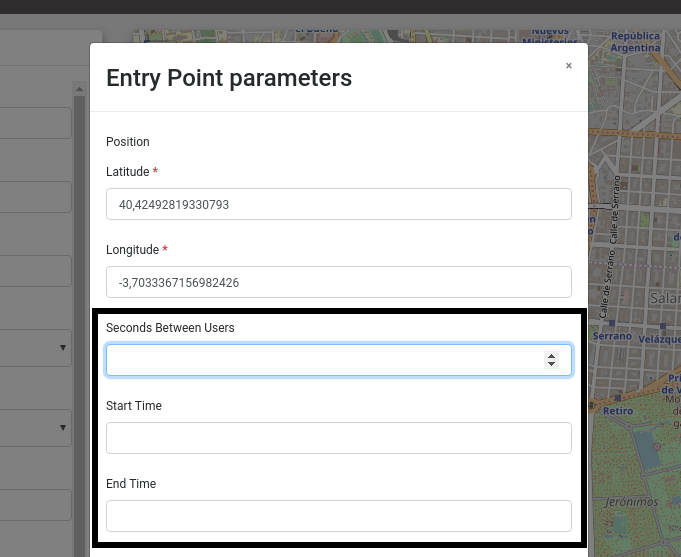 Nuevos
Ministerios
República
Argentina
Entry Point parameters
×
Position
Latitude *
40,42492819330793
Longitude *
-3,7033367156982426
Seconds Between Users
Start Time
End Time
Calle de Serrano
Calle de Serrano
Salam
Serrano
Velázque
Retiro
Jerónimos